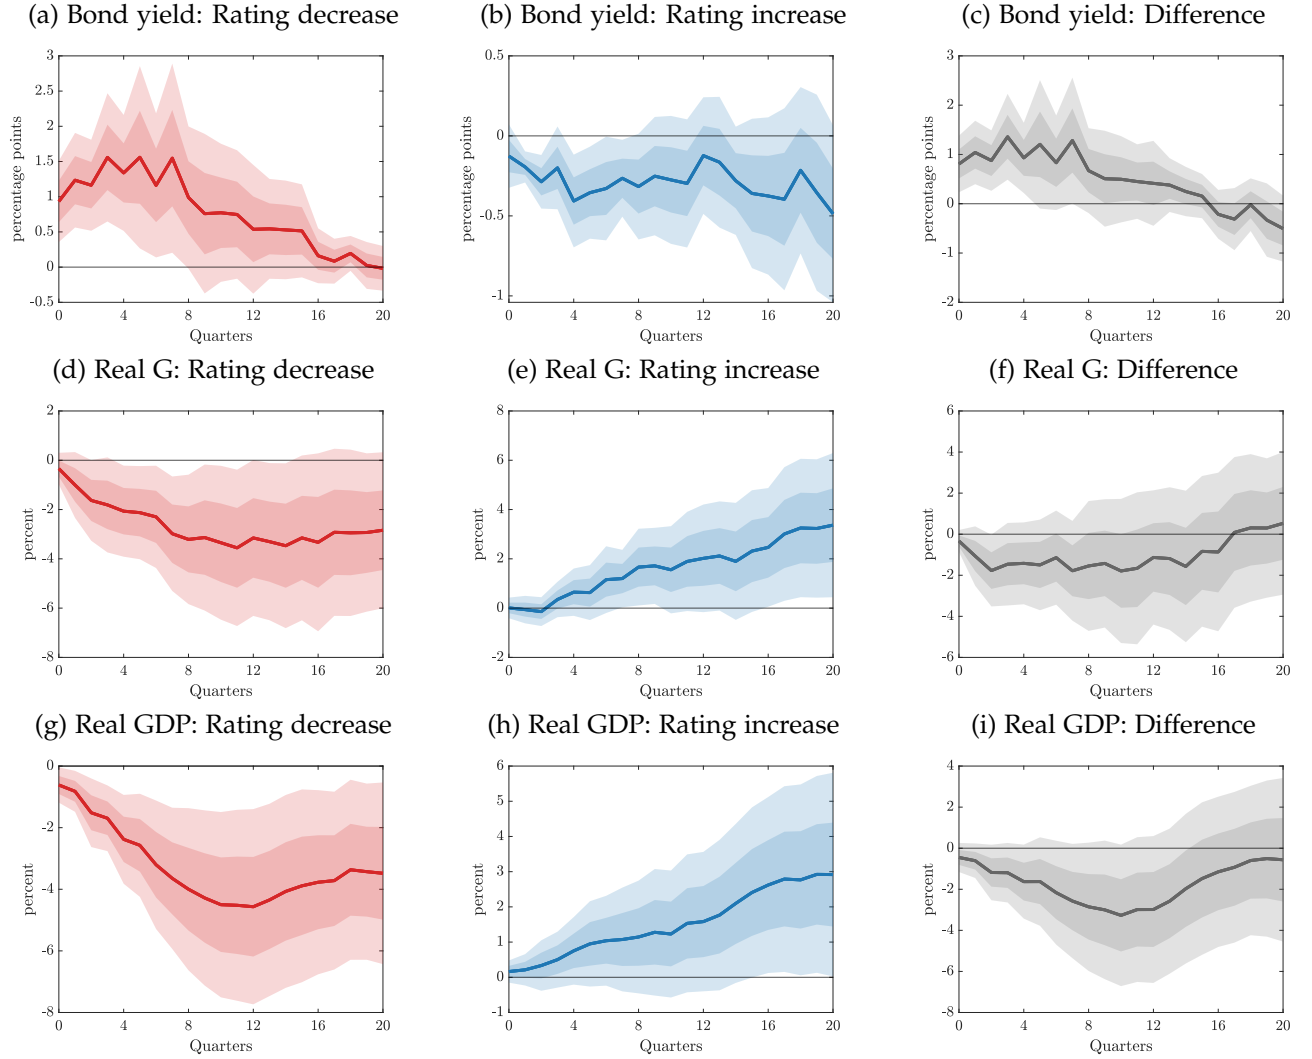 (a) Bond yield: Rating decrease
(b) Bond yield: Rating increase
(c) Bond yield: Difference
percentage points
3
2.5
2
1.5
1
0.5
0
-0.5
0 4 8 12 16 20
Quarters
percentage points
0.5
0
-0.5
-1
0 4 8 12 16 20
Quarters
percentage points
3
2
1
0
-1
-2
0 4 8 12 16 20
Quarters
(d) Real G: Rating decrease
(e) Real G: Rating increase
(f) Real G: Difference
percent
2
0
-2
-4
-6
-8
0 4 8 12 16 20
Quarters
percent
8
6
4
2
0
-2
0 4 8 12 16 20
Quarters
percent
6
4
2
0
-2
-4
-6
0 4 8 12 16 20
Quarters
(g) Real GDP: Rating decrease
(h) Real GDP: Rating increase
(i) Real GDP: Difference
percent
0
-2
-4
-6
-8
0 4 8 12 16 20
Quarters
percent
6
5
4
3
2
1
0
-1
0 4 8 12 16 20
Quarters
percent
4
2
0
-2
-4
-6
-8
0 4 8 12 16 20
Quarters